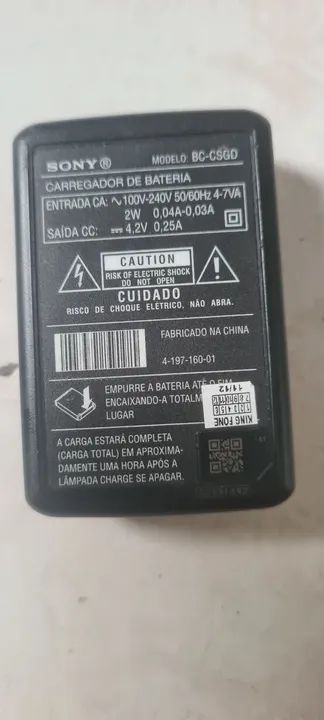 SONY® MODELO: BC-CSGD
CARREGADOR DE BATERIA
ENTRADA CA: ∿100V-240V 50/60Hz 4-7VA
2W 0,04A-0,03A
SAÍDA CC: ⎓ 4,2V 0,25A
CAUTION
RISK OF ELECTRIC SHOCK
DO NOT OPEN
CUIDADO
RISCO DE CHOQUE ELÉTRICO, NÃO ABRA.
FABRICADO NA CHINA
4-197-160-01
EMPURRE A BATERIA ATÉ O FIM
ENCAIXANDO-A TOTALM
LUGAR
11/12
KING FONE
A CARGA ESTARÁ COMPLETA
(CARGA TOTAL) EM APROXIMA-
DAMENTE UMA HORA APÓS A
LÂMPADA CHARGE SE APAGAR.